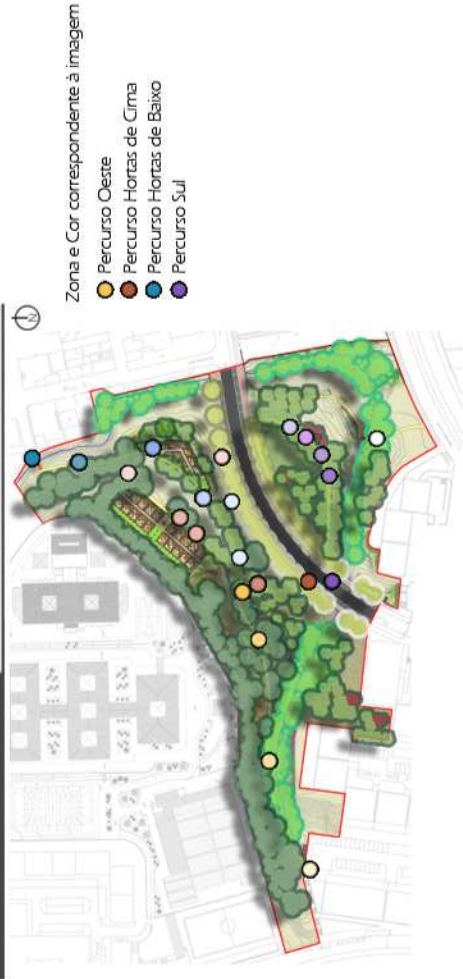 Zona e Cor correspondente à imagem
Percurso Oeste
Percurso Hortas de Cima
Percurso Hortas de Baixo
Percurso Sul
N